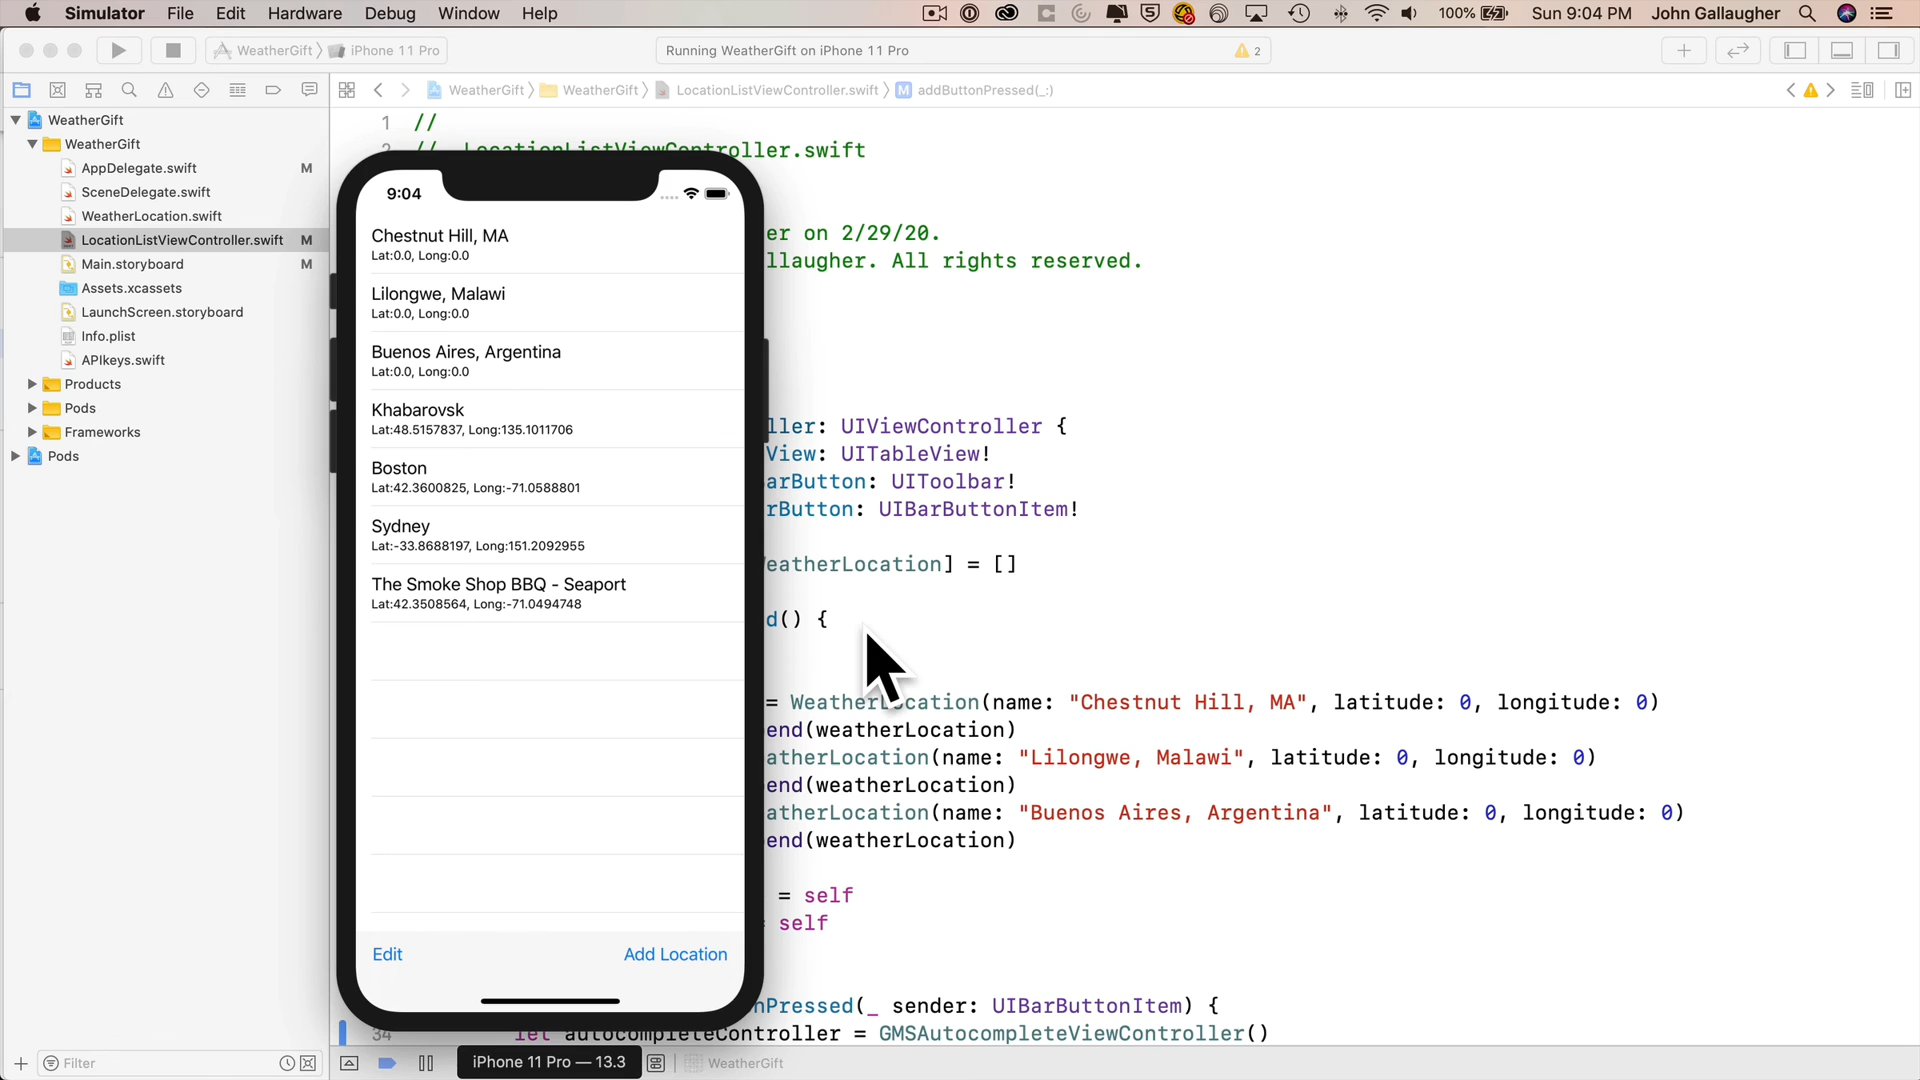 Simulator File Edit Hardware Debug Window Help 100% Sun 9:04 PM John Gallaugher
WeatherGift iPhone 11 Pro Running WeatherGift on iPhone 11 Pro 2
WeatherGift WeatherGift LocationListViewController.swift M addButtonPressed(_:)
WeatherGift
WeatherGift
AppDelegate.swift M
SceneDelegate.swift
WeatherLocation.swift
LocationListViewController.swift M
Main.storyboard M
Assets.xcassets
LaunchScreen.storyboard
Info.plist
APIkeys.swift
Products
Pods
Frameworks
Pods
Filter
1 //
2 // LocationListViewController.swift
er on 2/29/20.
llaugher. All rights reserved.
ller: UIViewController {
View: UITableView!
arButton: UIToolbar!
rButton: UIBarButtonItem!
WeatherLocation] = []
d() {
= WeatherLocation(name: "Chestnut Hill, MA", latitude: 0, longitude: 0)
end(weatherLocation)
atherLocation(name: "Lilongwe, Malawi", latitude: 0, longitude: 0)
end(weatherLocation)
atherLocation(name: "Buenos Aires, Argentina", latitude: 0, longitude: 0)
end(weatherLocation)
= self
= self
nPressed(_ sender: UIBarButtonItem) {
34 let autocompleteController = GMSAutocompleteViewController()
9:04
Chestnut Hill, MA
Lat:0.0, Long:0.0
Lilongwe, Malawi
Lat:0.0, Long:0.0
Buenos Aires, Argentina
Lat:0.0, Long:0.0
Khabarovsk
Lat:48.5157837, Long:135.1011706
Boston
Lat:42.3600825, Long:-71.0588801
Sydney
Lat:-33.8688197, Long:151.2092955
The Smoke Shop BBQ - Seaport
Lat:42.3508564, Long:-71.0494748
Edit Add Location
iPhone 11 Pro — 13.3 WeatherGift